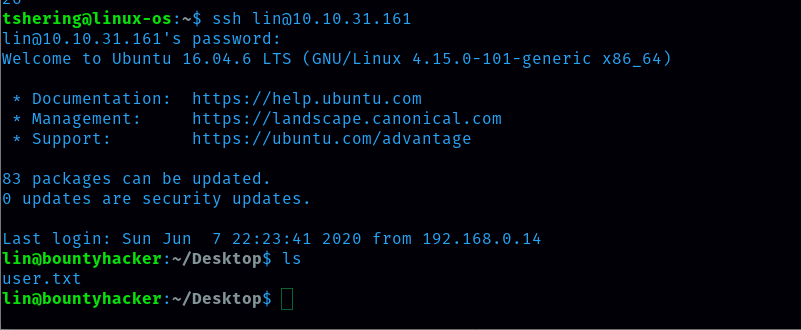 tshering@linux-os:~$ ssh lin@10.10.31.161
lin@10.10.31.161's password:
Welcome to Ubuntu 16.04.6 LTS (GNU/Linux 4.15.0-101-generic x86_64)
* Documentation:  https://help.ubuntu.com
* Management:     https://landscape.canonical.com
* Support:        https://ubuntu.com/advantage
83 packages can be updated.
0 updates are security updates.
Last login: Sun Jun  7 22:23:41 2020 from 192.168.0.14
lin@bountyhacker:~/Desktop$ ls
user.txt
lin@bountyhacker:~/Desktop$